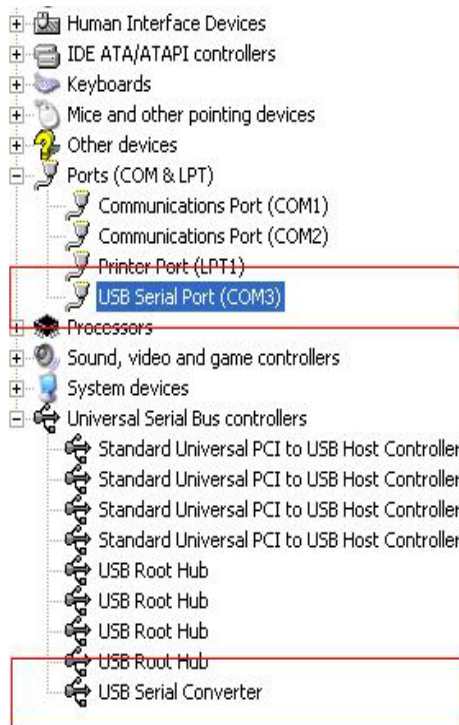 Human Interface Devices
IDE ATA/ATAPI controllers
Keyboards
Mice and other pointing devices
Other devices
Ports (COM & LPT)
Communications Port (COM1)
Communications Port (COM2)
Printer Port (LPT1)
USB Serial Port (COM3)
Processors
Sound, video and game controllers
System devices
Universal Serial Bus controllers
Standard Universal PCI to USB Host Controller
Standard Universal PCI to USB Host Controller
Standard Universal PCI to USB Host Controller
Standard Universal PCI to USB Host Controller
USB Root Hub
USB Root Hub
USB Root Hub
USB Root Hub
USB Serial Converter